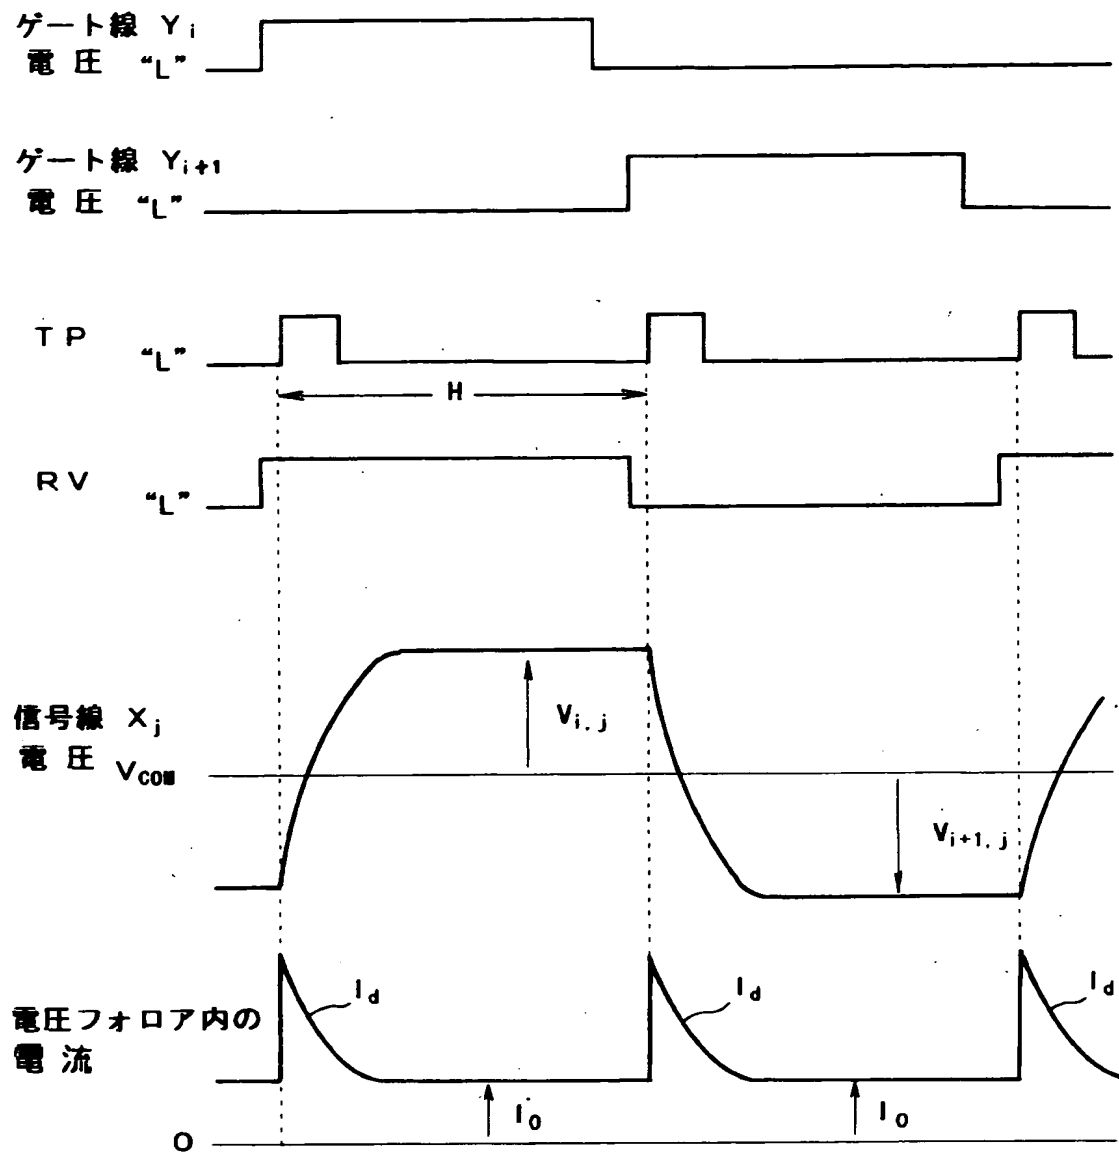 ゲート線 Yi
電圧 “L”
ゲート線 Yi+1
電圧 “L”
TP
“L”
H
RV
“L”
信号線 Xj
電圧 VCOM
Vi,j
Vi+1,j
電圧フォロア内の
電流
Id
Id
Id
I0
I0
0